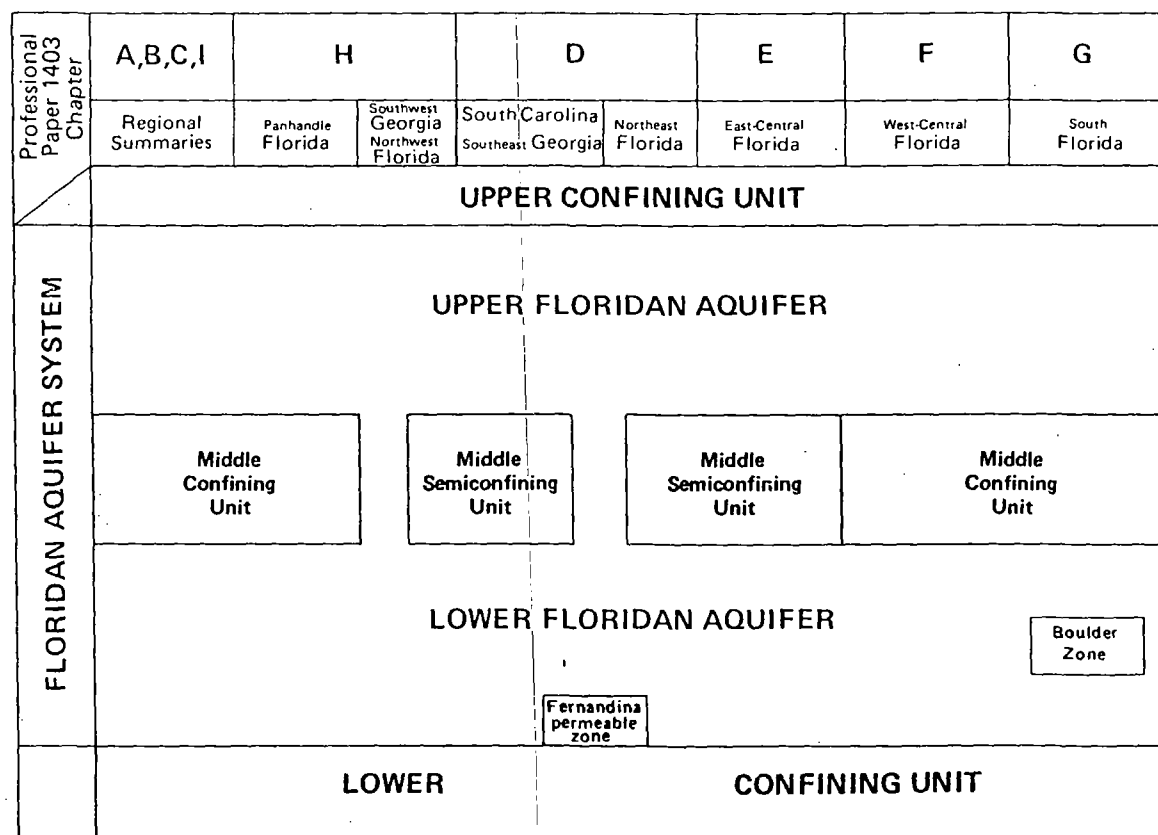 Professional
Paper 1403
Chapter
A,B,C,I
H
D
E
F
G
Regional
Summaries
Panhandle
Florida
Southwest
Georgia
Northwest
Florida
South Carolina
Southeast Georgia
Northeast
Florida
East-Central
Florida
West-Central
Florida
South
Florida
UPPER CONFINING UNIT
FLORIDAN AQUIFER SYSTEM
UPPER FLORIDAN AQUIFER
Middle
Confining
Unit
Middle
Semiconfining
Unit
Middle
Semiconfining
Unit
Middle
Confining
Unit
LOWER FLORIDAN AQUIFER
Boulder
Zone
Fernandina
permeable
zone
LOWER CONFINING UNIT